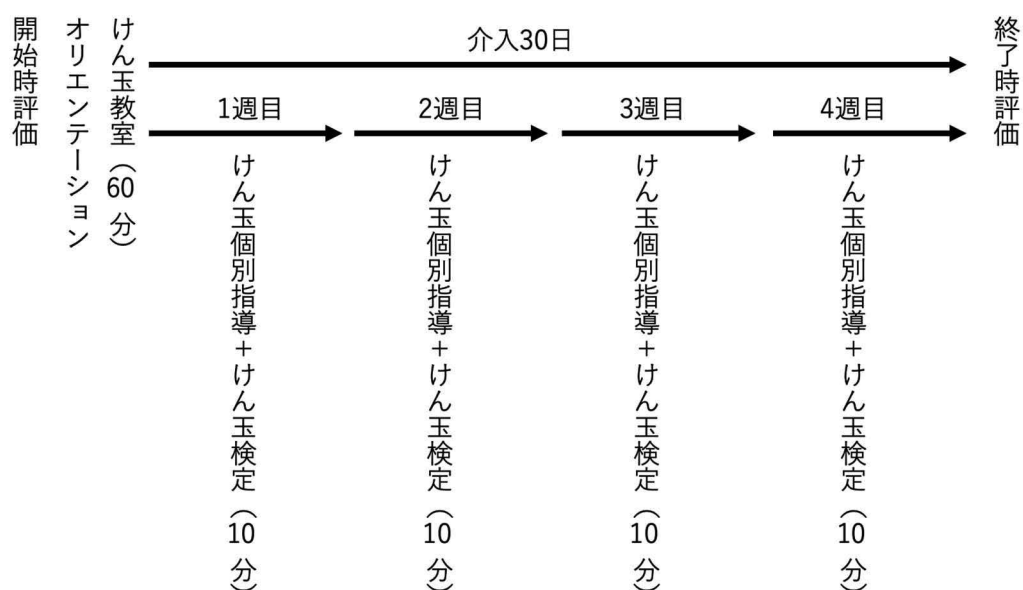 開始時評価
オリエンテーション
けん玉教室（60分）
介入30日
1週目
2週目
3週目
4週目
けん玉個別指導+けん玉検定（10分）
けん玉個別指導+けん玉検定（10分）
けん玉個別指導+けん玉検定（10分）
けん玉個別指導+けん玉検定（10分）
終了時評価